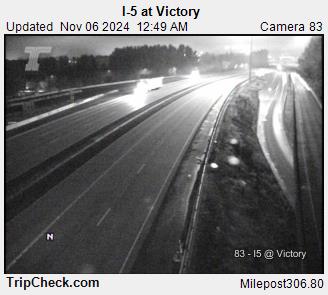 I-5 at Victory
Updated Nov 06 2024 12:49 AM Camera 83
T
N
83 - I5 @ Victory
TripCheck.com Milepost306.80